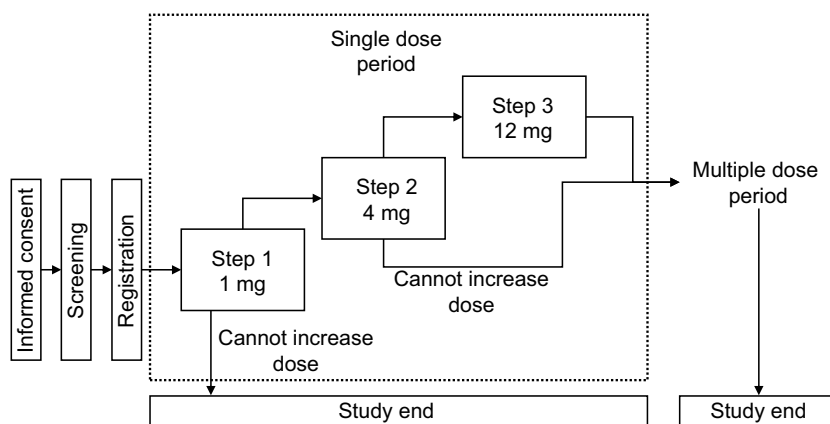 Single dose
period
Step 3
12 mg
Step 2
4 mg
Multiple dose
period
Informed consent
Screening
Registration
Step 1
1 mg
Cannot increase
dose
Cannot increase
dose
Study end
Study end